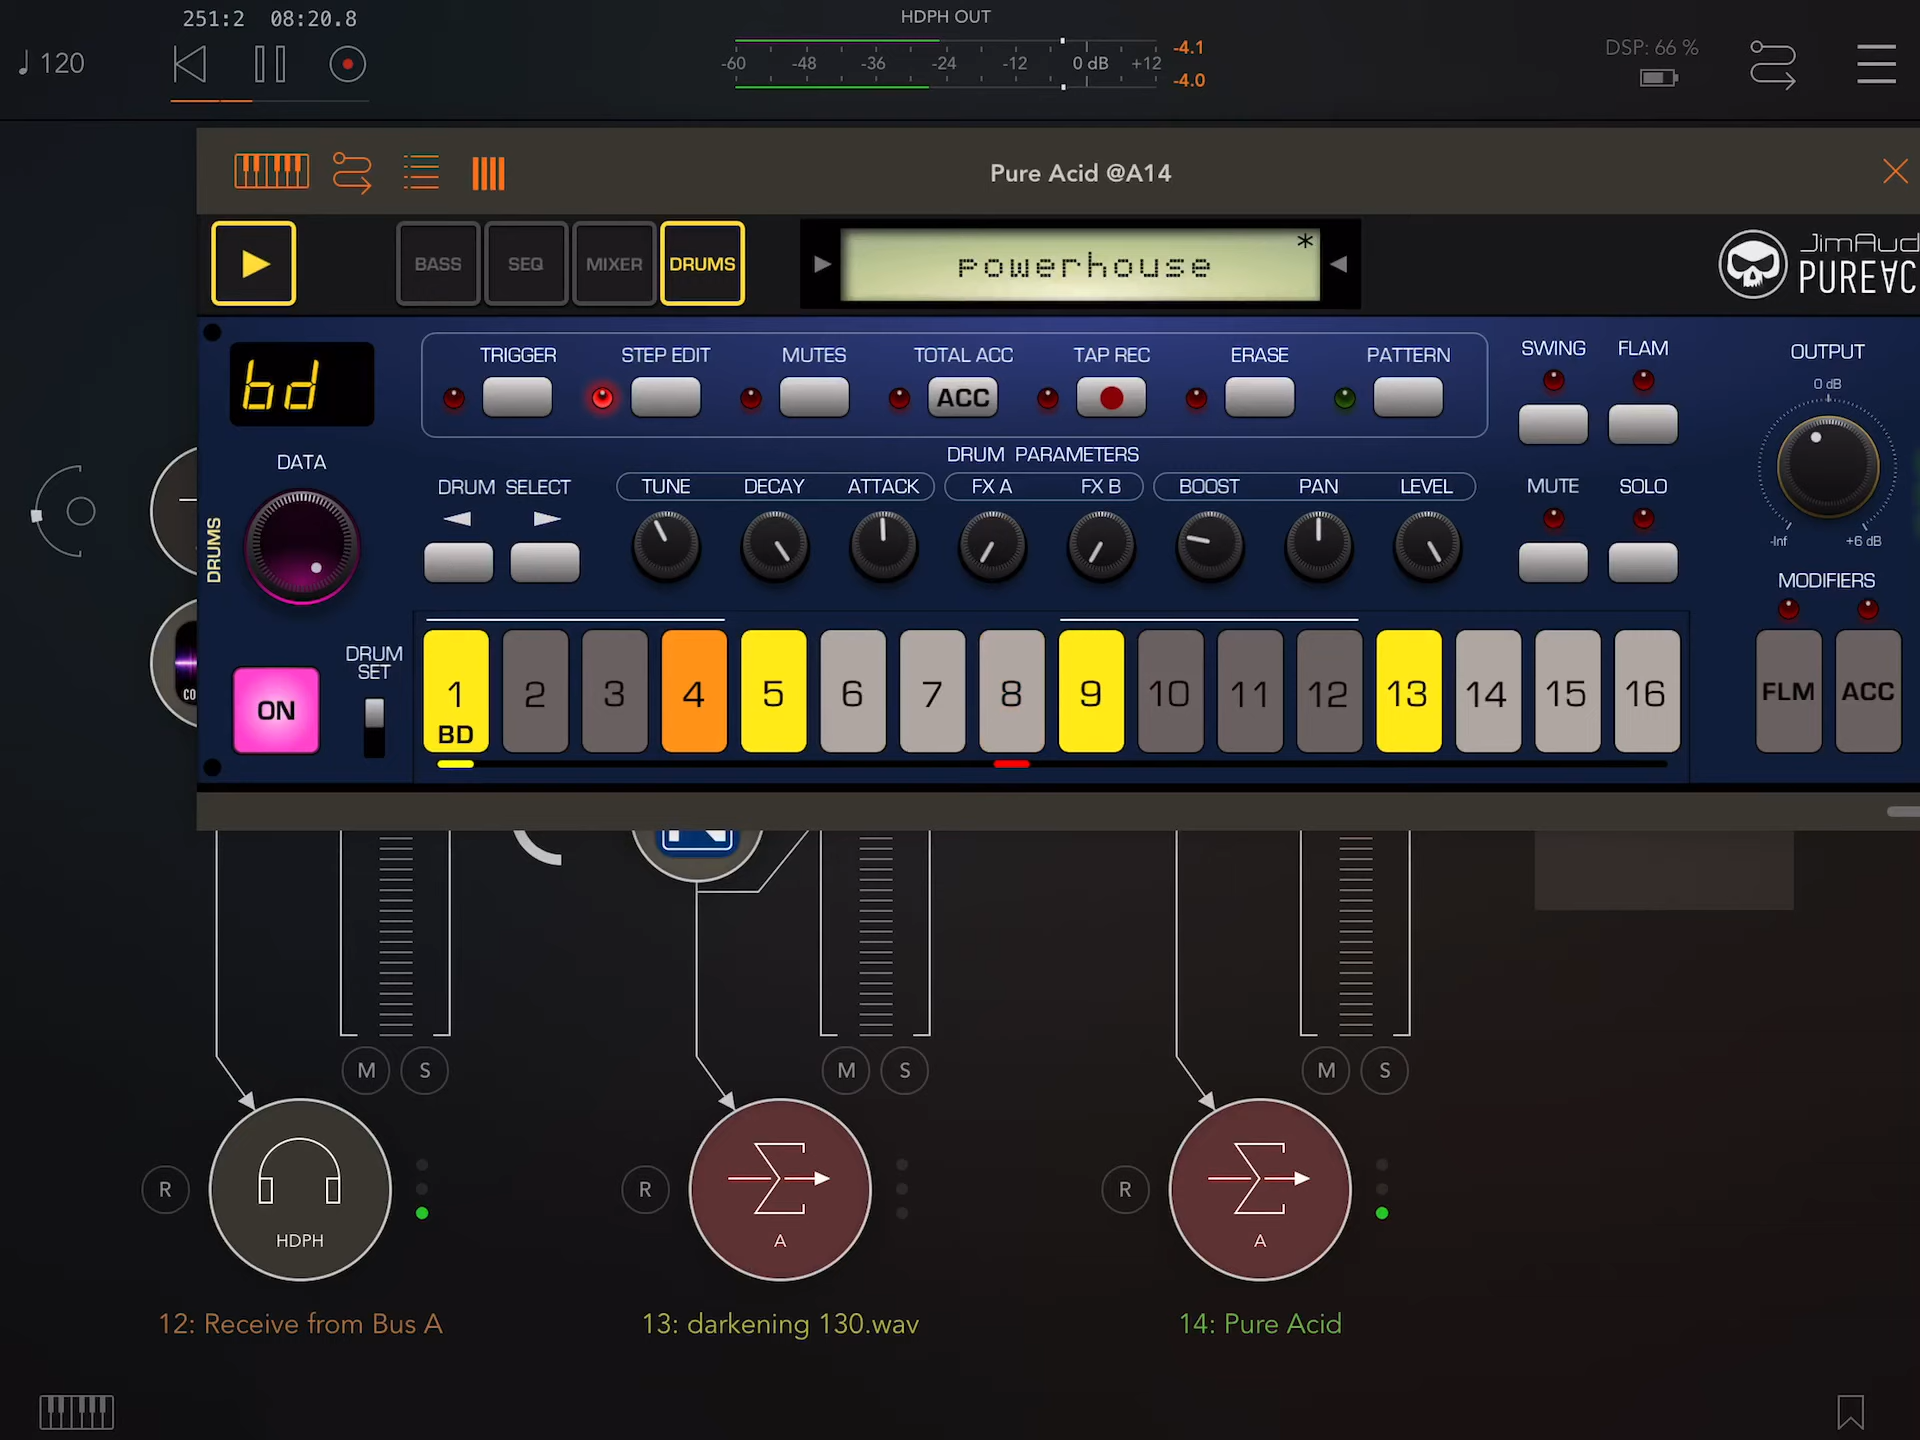 251:2 08:20.8
HDPH OUT
120
-60 -48 -36 -24 -12 0 dB +12
-4.1
-4.0
DSP: 66 %
Pure Acid @A14
BASS SEQ MIXER DRUMS
powerhouse *
JimAud
PURE∀C
bd
TRIGGER STEP EDIT MUTES TOTAL ACC TAP REC ERASE PATTERN
ACC
SWING FLAM
OUTPUT
0 dB
-Inf +6 dB
DATA
DRUM PARAMETERS
DRUM SELECT
TUNE DECAY ATTACK FX A FX B BOOST PAN LEVEL
MUTE SOLO
DRUMS
MODIFIERS
DRUM
SET
ON
1 2 3 4 5 6 7 8 9 10 11 12 13 14 15 16
BD
FLM ACC
CO
M S M S M S
R R R
HDPH A A
12: Receive from Bus A
13: darkening 130.wav
14: Pure Acid